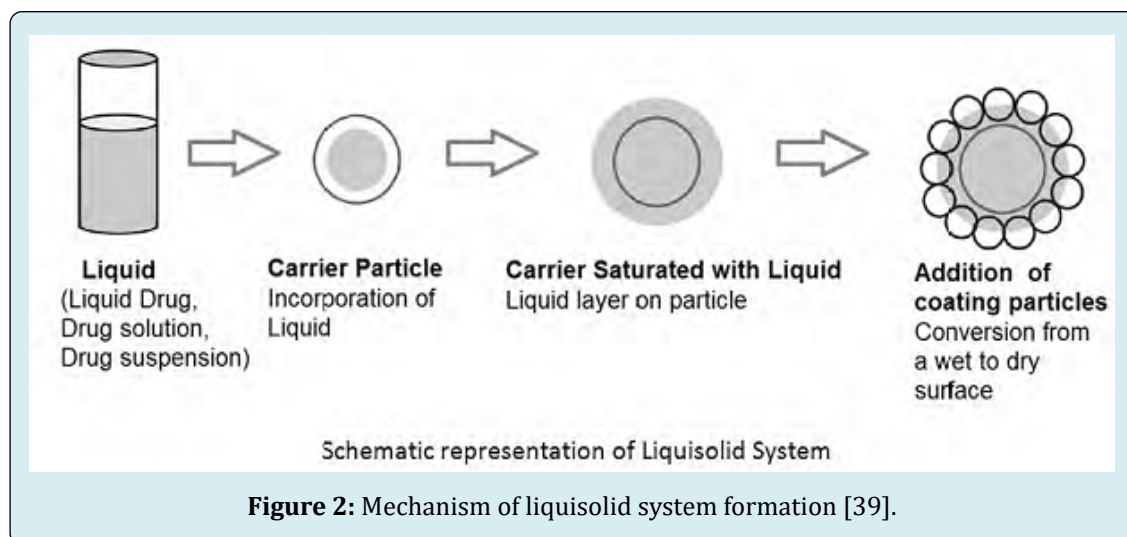 Liquid
(Liquid Drug,
Drug solution,
Drug suspension)
Carrier Particle
Incorporation of
Liquid
Carrier Saturated with Liquid
Liquid layer on particle
Addition of
coating particles
Conversion from
a wet to dry
surface
Schematic representation of Liquisolid System
Figure 2: Mechanism of liquisolid system formation [39].